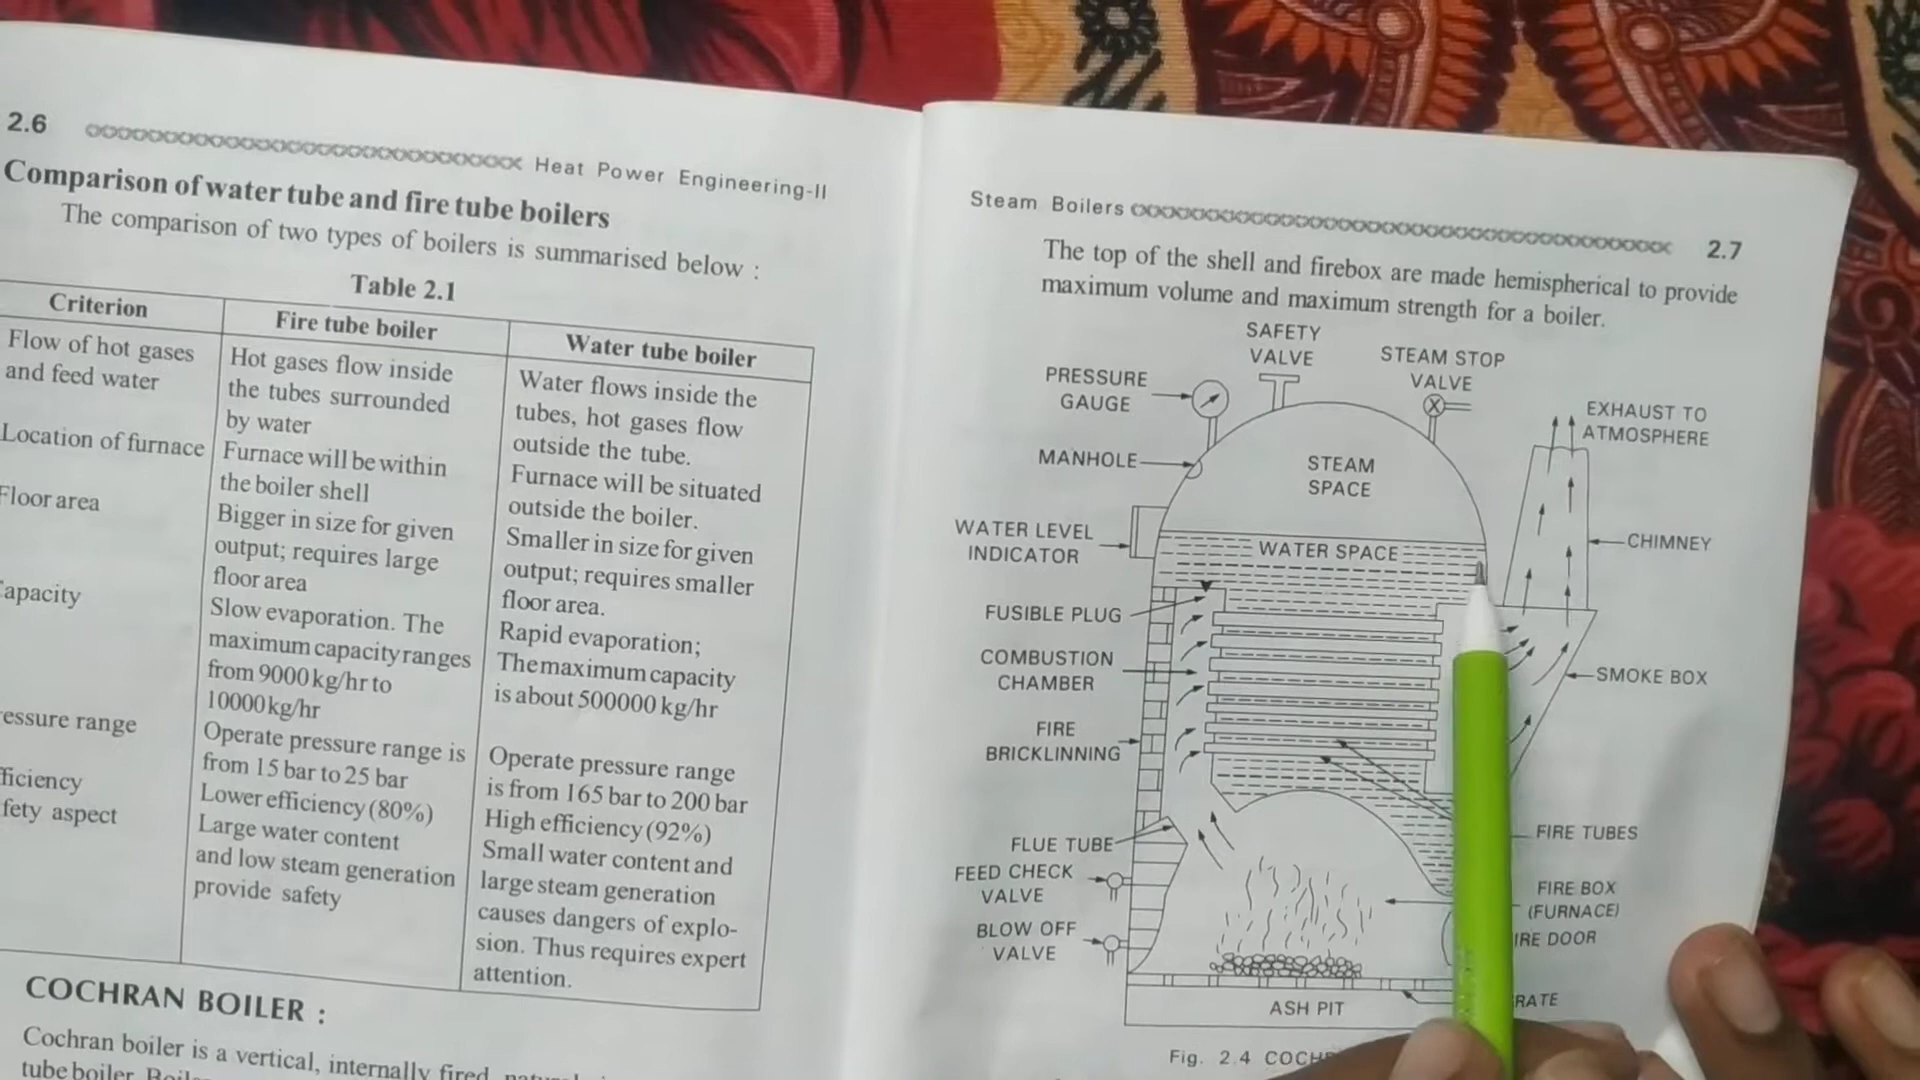 2.6
Heat Power Engineering-II
Comparison of water tube and fire tube boilers
The comparison of two types of boilers is summarised below :
Table 2.1
Criterion
Fire tube boiler
Water tube boiler
Flow of hot gases
and feed water
Hot gases flow inside
the tubes surrounded
by water
Water flows inside the
tubes, hot gases flow
outside the tube.
Location of furnace
Furnace will be within
the boiler shell
Furnace will be situated
outside the boiler.
Floor area
Bigger in size for given
output; requires large
floor area
Smaller in size for given
output; requires smaller
floor area.
apacity
Slow evaporation. The
maximum capacity ranges
from 9000 kg/hr to
10000 kg/hr
Rapid evaporation;
The maximum capacity
is about 500000 kg/hr
essure range
Operate pressure range is
from 15 bar to 25 bar
Operate pressure range
is from 165 bar to 200 bar
ficiency
Lower efficiency (80%)
High efficiency (92%)
fety aspect
Large water content
and low steam generation
provide safety
Small water content and
large steam generation
causes dangers of explo-
sion. Thus requires expert
attention.
COCHRAN BOILER :
Cochran boiler is a vertical, internally fired,
tube boiler.
Steam Boilers
2.7
The top of the shell and firebox are made hemispherical to provide
maximum volume and maximum strength for a boiler.
SAFETY
VALVE
STEAM STOP
VALVE
PRESSURE
GAUGE
EXHAUST TO
ATMOSPHERE
MANHOLE
STEAM
SPACE
WATER LEVEL
INDICATOR
WATER SPACE
CHIMNEY
FUSIBLE PLUG
COMBUSTION
CHAMBER
SMOKE BOX
FIRE
BRICKLINNING
FLUE TUBE
FIRE TUBES
FEED CHECK
VALVE
FIRE BOX
(FURNACE)
BLOW OFF
VALVE
IRE DOOR
RATE
ASH PIT
Fig. 2.4 COCH